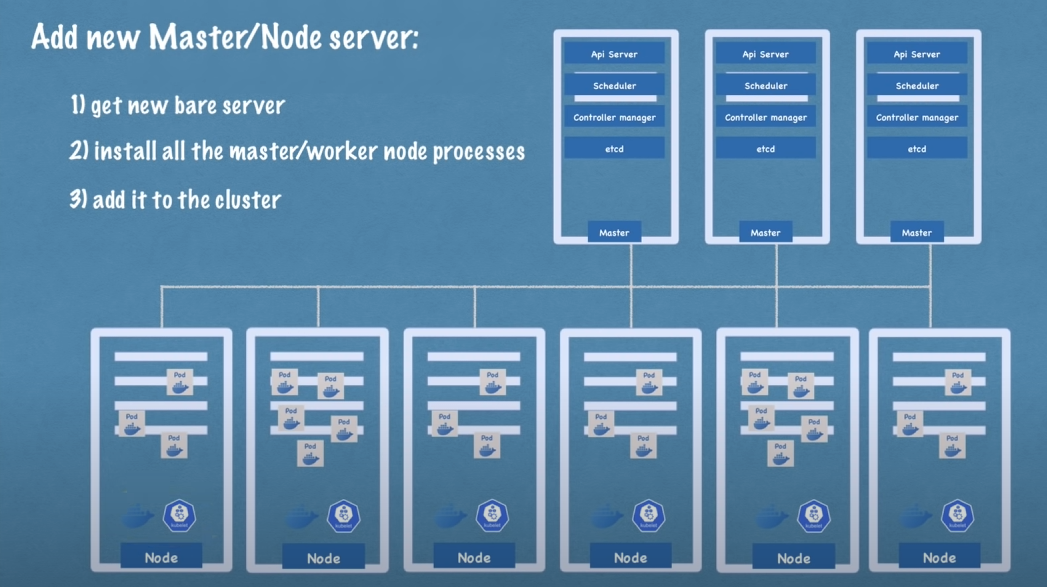 Add new Master/Node server:
1) get new bare server
2) install all the master/worker node processes
3) add it to the cluster
Api Server
Scheduler
Controller manager
etcd
Master
Api Server
Scheduler
Controller manager
etcd
Master
Api Server
Scheduler
Controller manager
etcd
Master
Pod
Pod
Pod
kubelet
Node
Pod
Pod
Pod
Pod
Pod
kubelet
Node
Pod
Pod
Pod
kubelet
Node
Pod
Pod
Pod
kubelet
Node
Pod
Pod
Pod
Pod
Pod
kubelet
Node
Pod
Pod
Pod
kubelet
Node